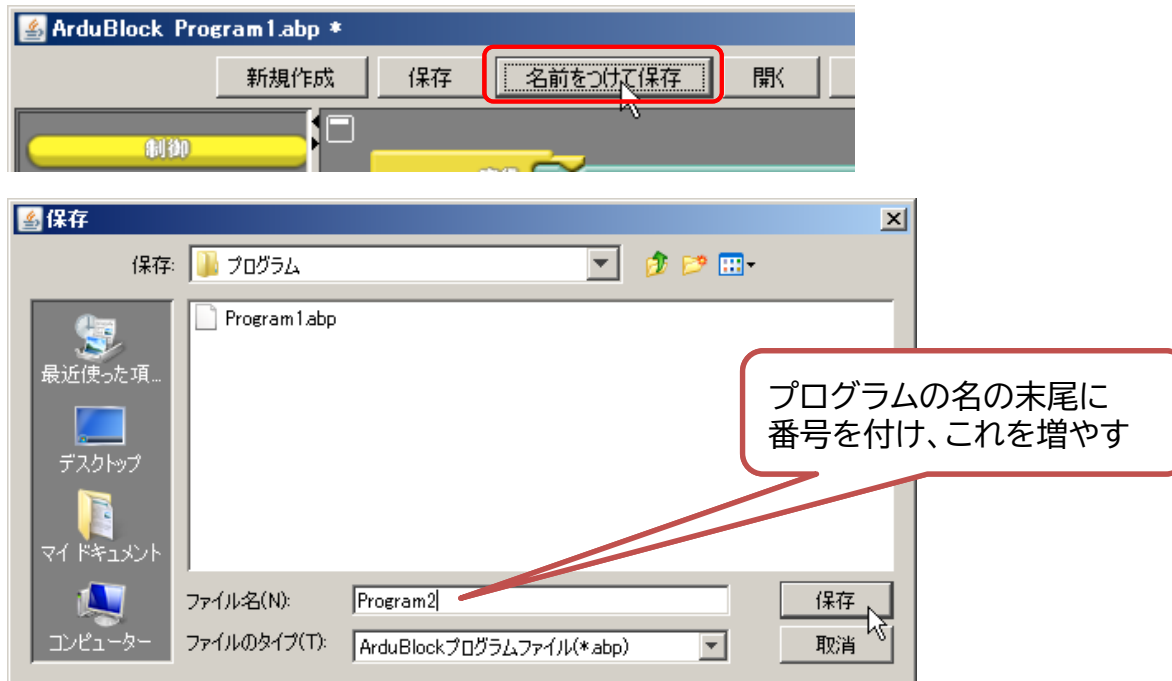 ArduBlock Program1.abp *
新規作成 保存 名前をつけて保存 開く
制御
保存
保存: プログラム
Program1.abp
最近使った項...
デスクトップ
マイ ドキュメント
コンピューター
プログラムの名の末尾に
番号を付け、これを増やす
ファイル名(N): Program2 保存
ファイルのタイプ(T): ArduBlockプログラムファイル(*.abp) 取消